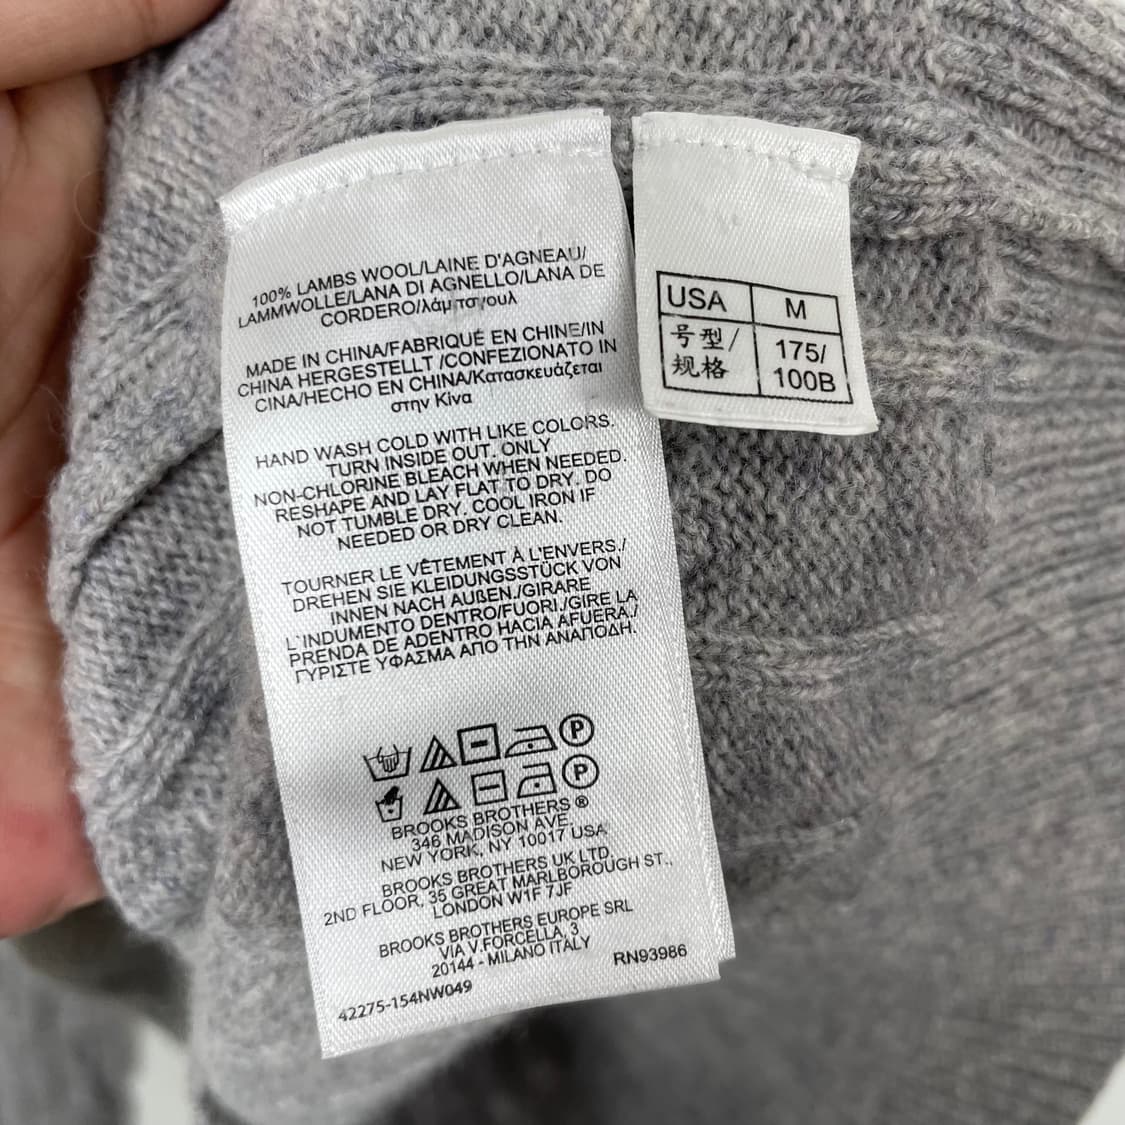 100% LAMBS WOOL/LAINE D'AGNEAU/
LAMMWOLLE/LANA DI AGNELLO/LANA DE
CORDERO/λάμπσγουλ
MADE IN CHINA/FABRIQUÉ EN CHINE/IN
CHINA HERGESTELLT /CONFEZIONATO IN
CINA/HECHO EN CHINA/Κατασκευάζεται
στην Κίνα
HAND WASH COLD WITH LIKE COLORS.
TURN INSIDE OUT. ONLY
NON-CHLORINE BLEACH WHEN NEEDED.
RESHAPE AND LAY FLAT TO DRY. DO
NOT TUMBLE DRY. COOL IRON IF
NEEDED OR DRY CLEAN.
TOURNER LE VÊTEMENT À L'ENVERS./
DREHEN SIE KLEIDUNGSSTÜCK VON
INNEN NACH AUßEN./GIRARE
L`INDUMENTO DENTRO/FUORI./GIRE LA
PRENDA DE ADENTRO HACIA AFUERA./
ΓΥΡΙΣΤΕ ΥΦΑΣΜΑ ΑΠΟ ΤΗΝ ΑΝΑΠΟΔΗ.
P
P
BROOKS BROTHERS ®
346 MADISON AVE.
NEW YORK, NY 10017 USA
BROOKS BROTHERS UK LTD,
2ND FLOOR, 35 GREAT MARLBOROUGH ST.,
LONDON W1F 7JF
BROOKS BROTHERS EUROPE SRL
VIA V.FORCELLA, 3
20144 - MILANO ITALY
RN93986
42275-154NW049
USA M
号型/ 175/
规格 100B